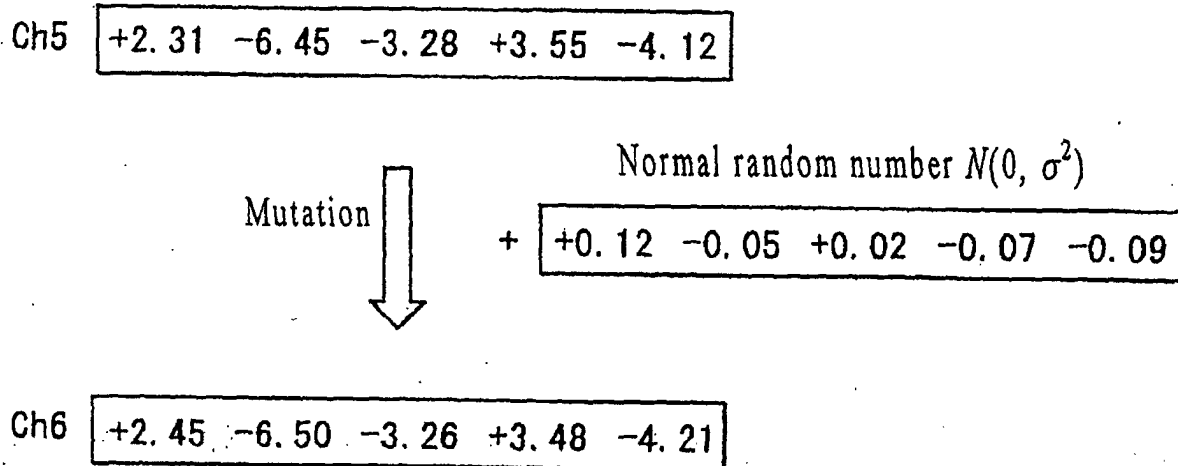 Ch5 +2.31 -6.45 -3.28 +3.55 -4.12
Normal random number N(0, σ²)
Mutation
+ +0.12 -0.05 +0.02 -0.07 -0.09
Ch6 +2.45 -6.50 -3.26 +3.48 -4.21